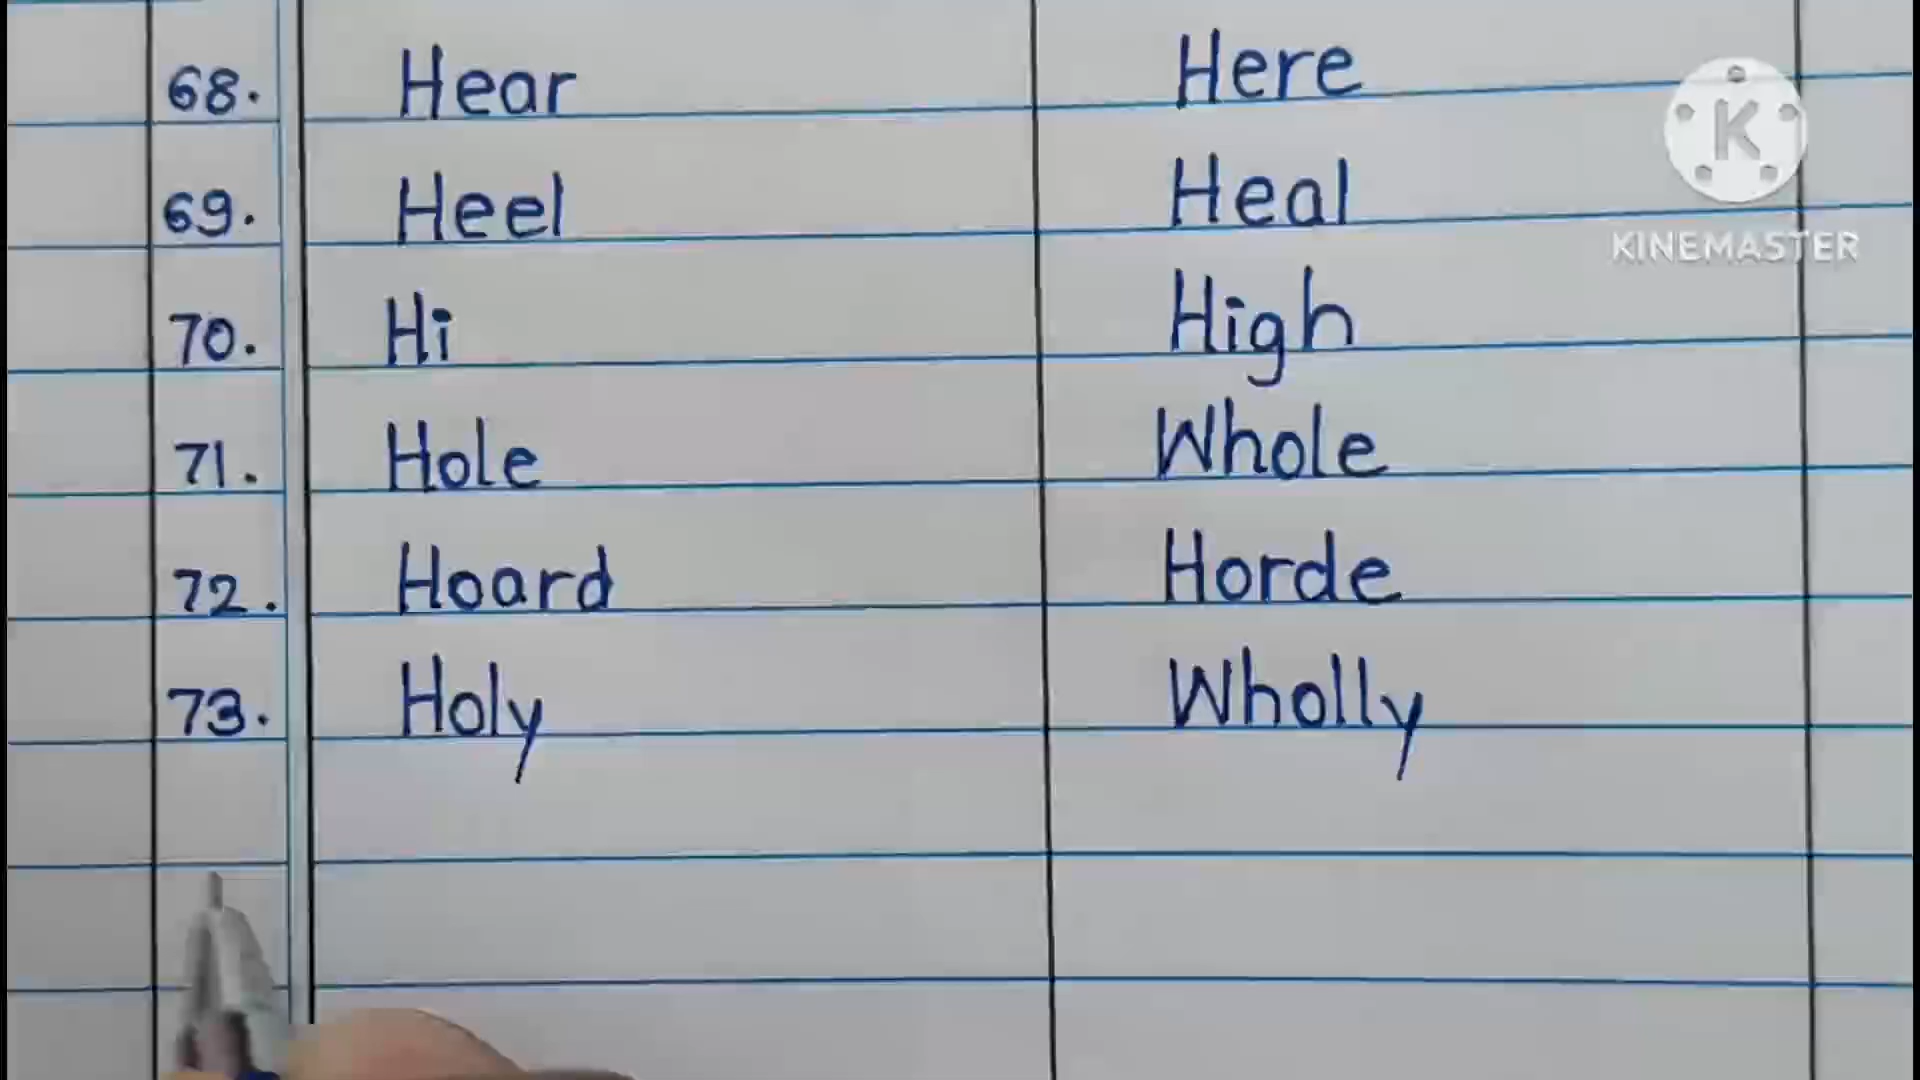 68. Hear Here
69. Heel Heal
70. Hi High
71. Hole Whole
72. Hoard Horde
73. Holy Wholly
K
KINEMASTER